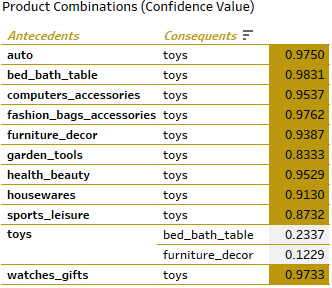 Product Combinations (Confidence Value)
Antecedents Consequents
auto toys 0.9750
bed_bath_table toys 0.9831
computers_accessories toys 0.9537
fashion_bags_accessories toys 0.9762
furniture_decor toys 0.9387
garden_tools toys 0.8333
health_beauty toys 0.9529
housewares toys 0.9130
sports_leisure toys 0.8732
toys bed_bath_table 0.2337
furniture_decor 0.1229
watches_gifts toys 0.9733